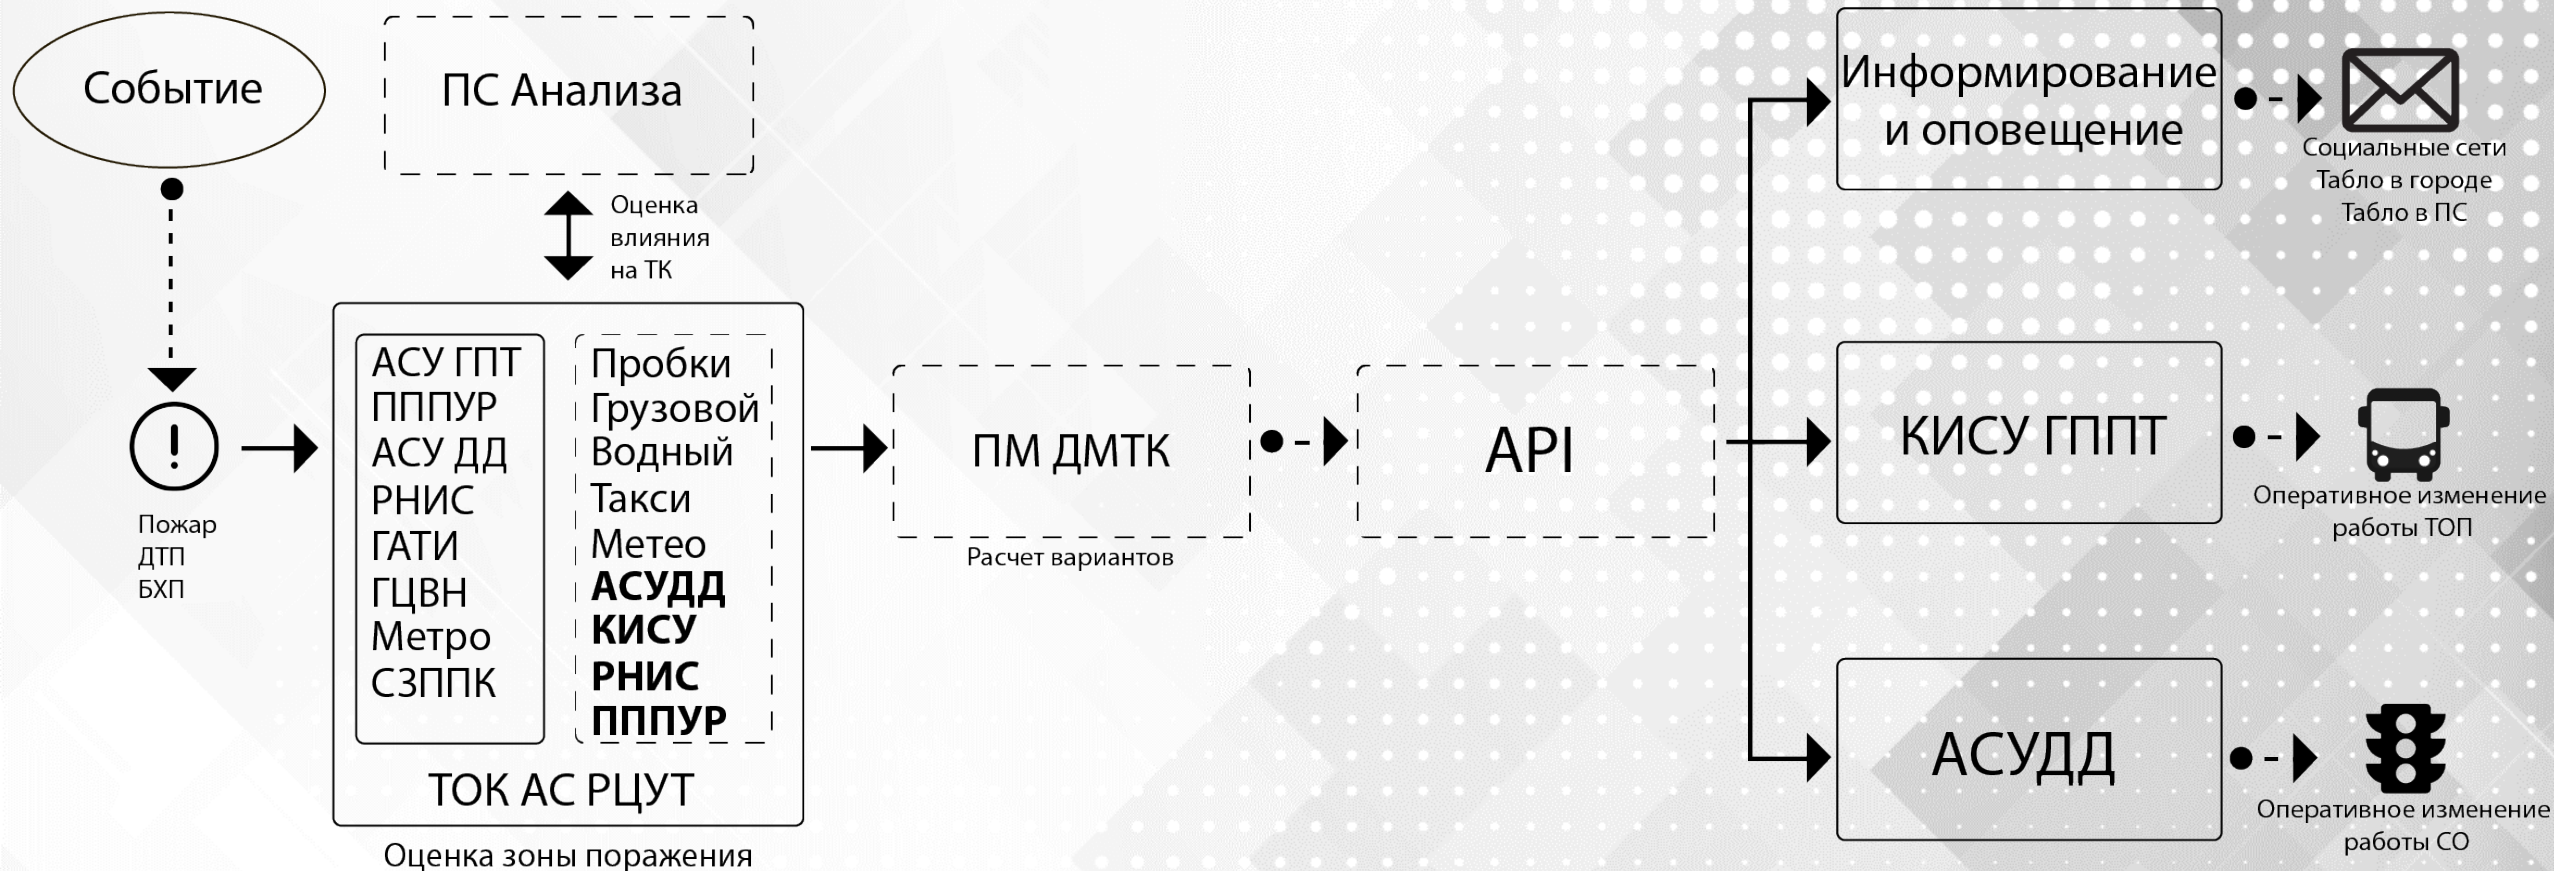 Событие
Пожар
ДТП
БХП
ПС Анализа
Оценка
влияния
на ТК
АСУ ГПТ
ПППУР
АСУ ДД
РНИС
ГАТИ
ГЦВН
Метро
СЗППК
Пробки
Грузовой
Водный
Такси
Метео
АСУДД
КИСУ
РНИС
ПППУР
ТОК АС РЦУТ
Оценка зоны поражения
ПМ ДМТК
Расчет вариантов
API
Информирование
и оповещение
Социальные сети
Табло в городе
Табло в ПС
КИСУ ГППТ
Оперативное изменение
работы ТОП
АСУДД
Оперативное изменение
работы СО